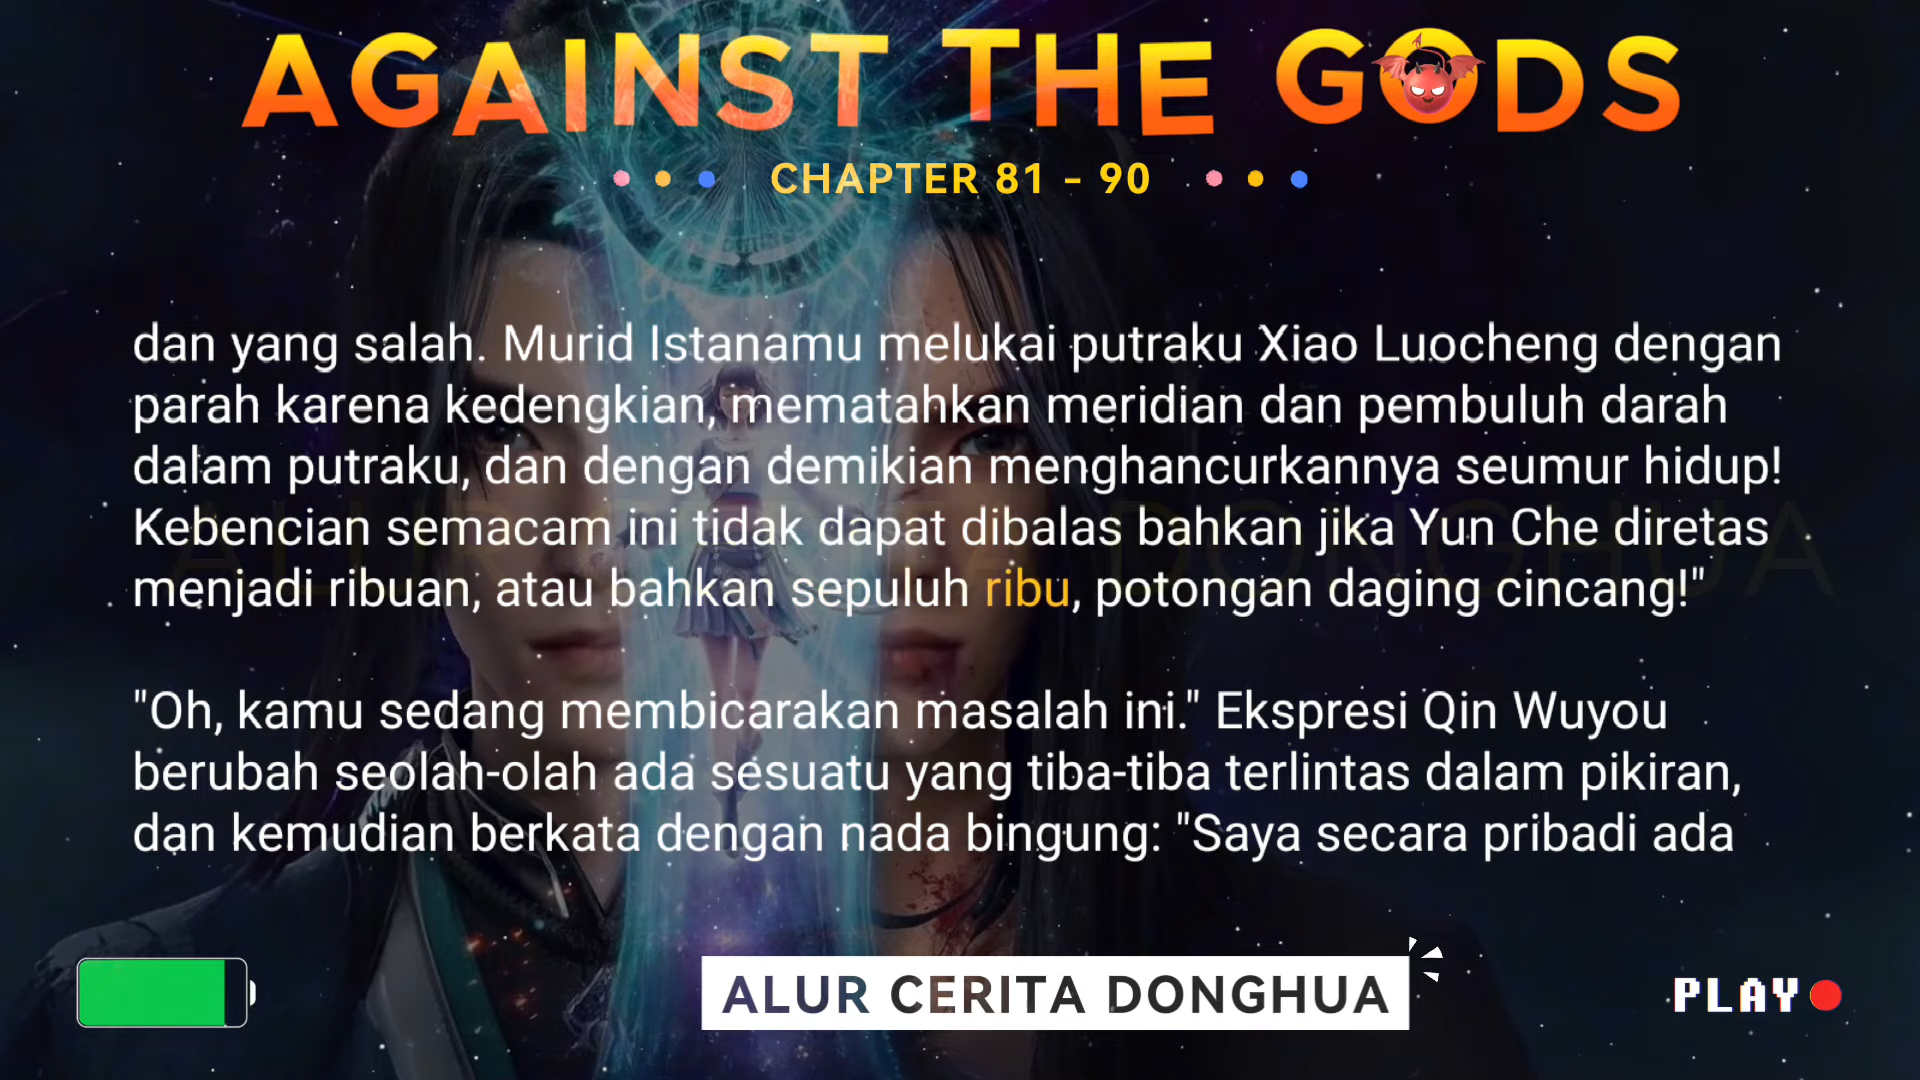 AGAINST THE GODS
CHAPTER 81 - 90
dan yang salah. Murid Istanamu melukai putraku Xiao Luocheng dengan
parah karena kedengkian, mematahkan meridian dan pembuluh darah
dalam putraku, dan dengan demikian menghancurkannya seumur hidup!
Kebencian semacam ini tidak dapat dibalas bahkan jika Yun Che diretas
menjadi ribuan, atau bahkan sepuluh ribu, potongan daging cincang!"
"Oh, kamu sedang membicarakan masalah ini." Ekspresi Qin Wuyou
berubah seolah-olah ada sesuatu yang tiba-tiba terlintas dalam pikiran,
dan kemudian berkata dengan nada bingung: "Saya secara pribadi ada
ALUR CERITA DONGHUA
PLAY